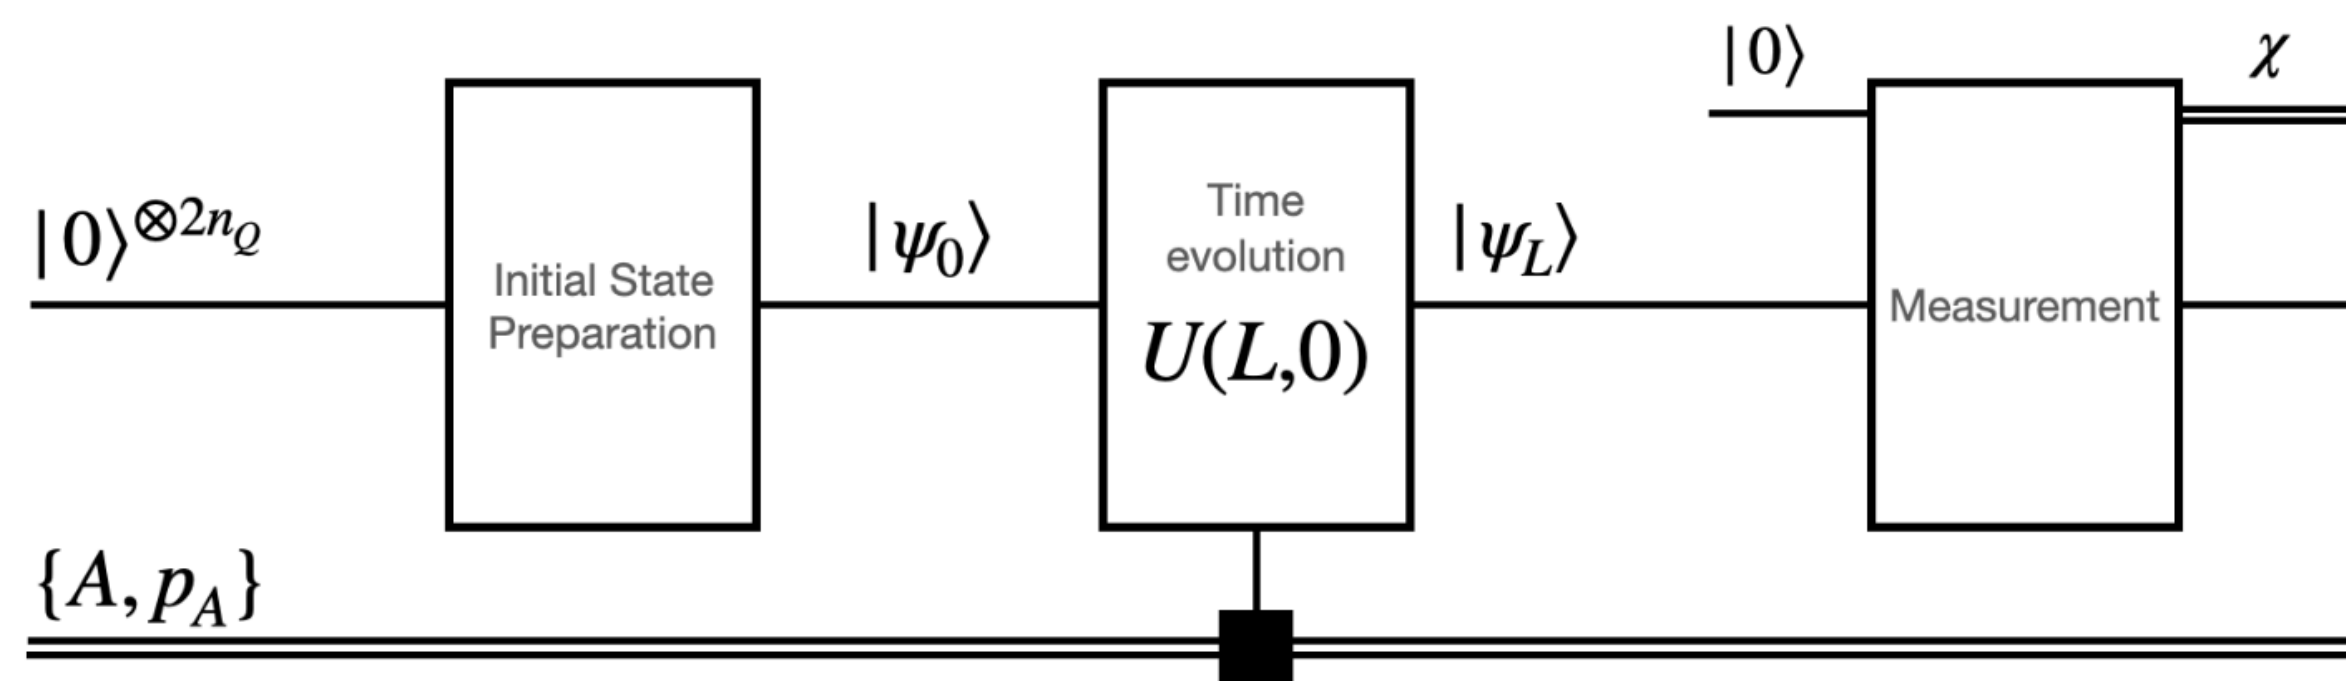 |0⟩
χ
|0⟩^{⊗2n_Q}
Initial State
Preparation
|ψ_0⟩
Time
evolution
U(L,0)
|ψ_L⟩
Measurement
{A, p_A}